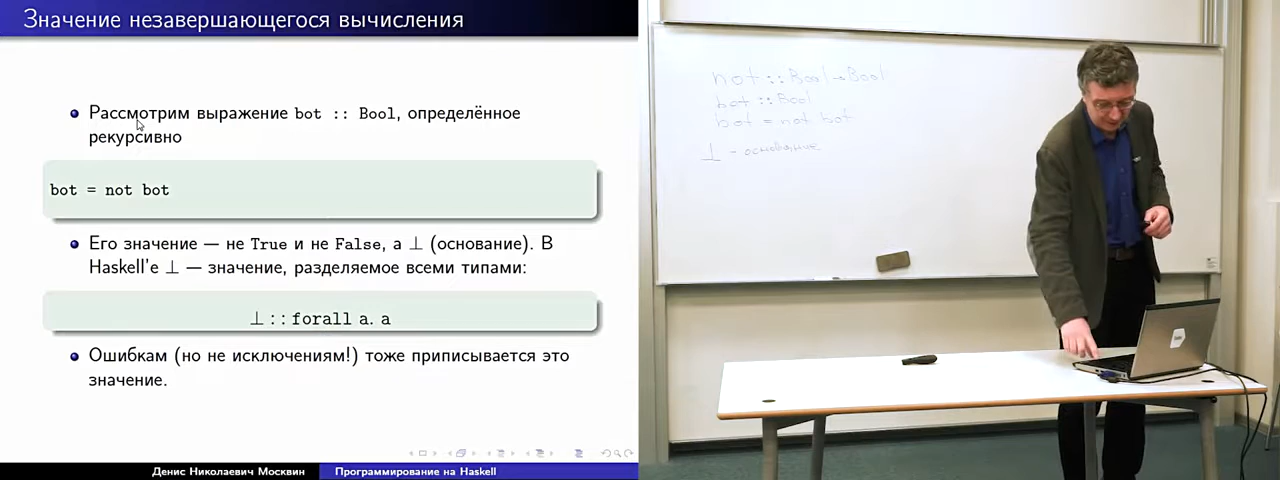 Значение незавершающегося вычисления
Рассмотрим выражение bot :: Bool, определённое
рекурсивно
bot = not bot
Его значение — не True и не False, а ⊥ (основание). В
Haskell'е ⊥ — значение, разделяемое всеми типами:
⊥ :: forall a. a
Ошибкам (но не исключениям!) тоже приписывается это
значение.
Денис Николаевич Москвин
Программирование на Haskell
not :: Bool → Bool
bot :: Bool
bot = not bot
⊥ - основание